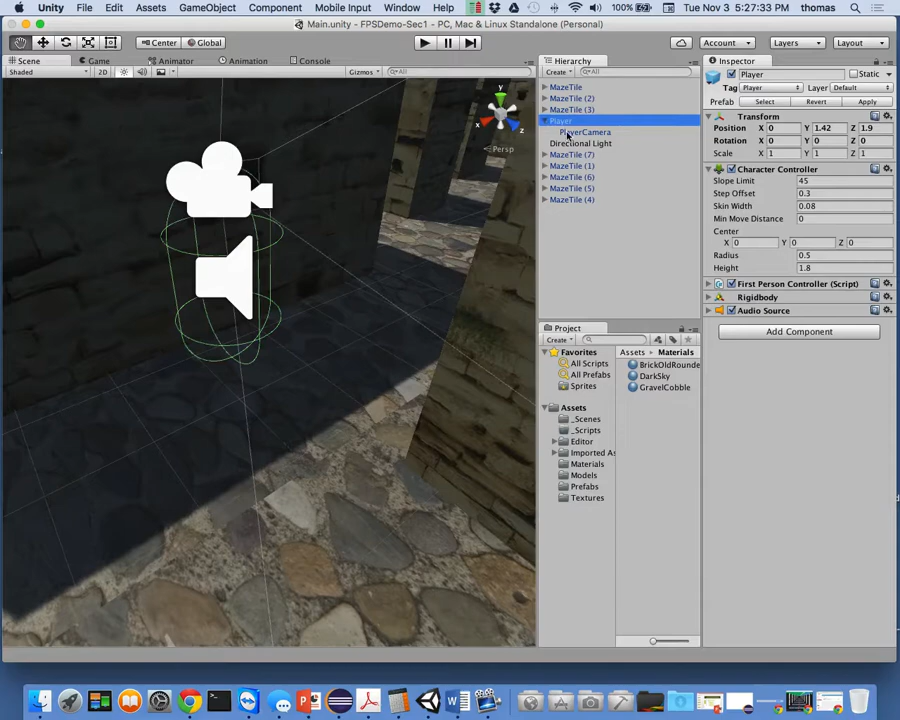 Unity File Edit Assets GameObject Component Mobile Input Window Help 100% Tue Nov 3 5:27:33 PM thomas
Main.unity - FPSDemo-Sec1 - PC, Mac & Linux Standalone (Personal)
Center Global Account Layers Layout
Scene Game Animator Animation Console
Shaded 2D Gizmos All
y
x
z
Persp
Hierarchy
Create All
MazeTile
MazeTile (2)
MazeTile (3)
Player
PlayerCamera
Directional Light
MazeTile (7)
MazeTile (1)
MazeTile (6)
MazeTile (5)
MazeTile (4)
Project
Create
Favorites
All Scripts
All Prefabs
Sprites
Assets
_Scenes
_Scripts
Editor
Imported As
Materials
Models
Prefabs
Textures
Assets Materials
BrickOldRounde
DarkSky
GravelCobble
Inspector
Player Static
Tag Player Layer Default
Prefab Select Revert Apply
Transform
Position X 0 Y 1.42 Z 1.9
Rotation X 0 Y 0 Z 0
Scale X 1 Y 1 Z 1
Character Controller
Slope Limit 45
Step Offset 0.3
Skin Width 0.08
Min Move Distance 0
Center
X 0 Y 0 Z 0
Radius 0.5
Height 1.8
First Person Controller (Script)
Rigidbody
Audio Source
Add Component